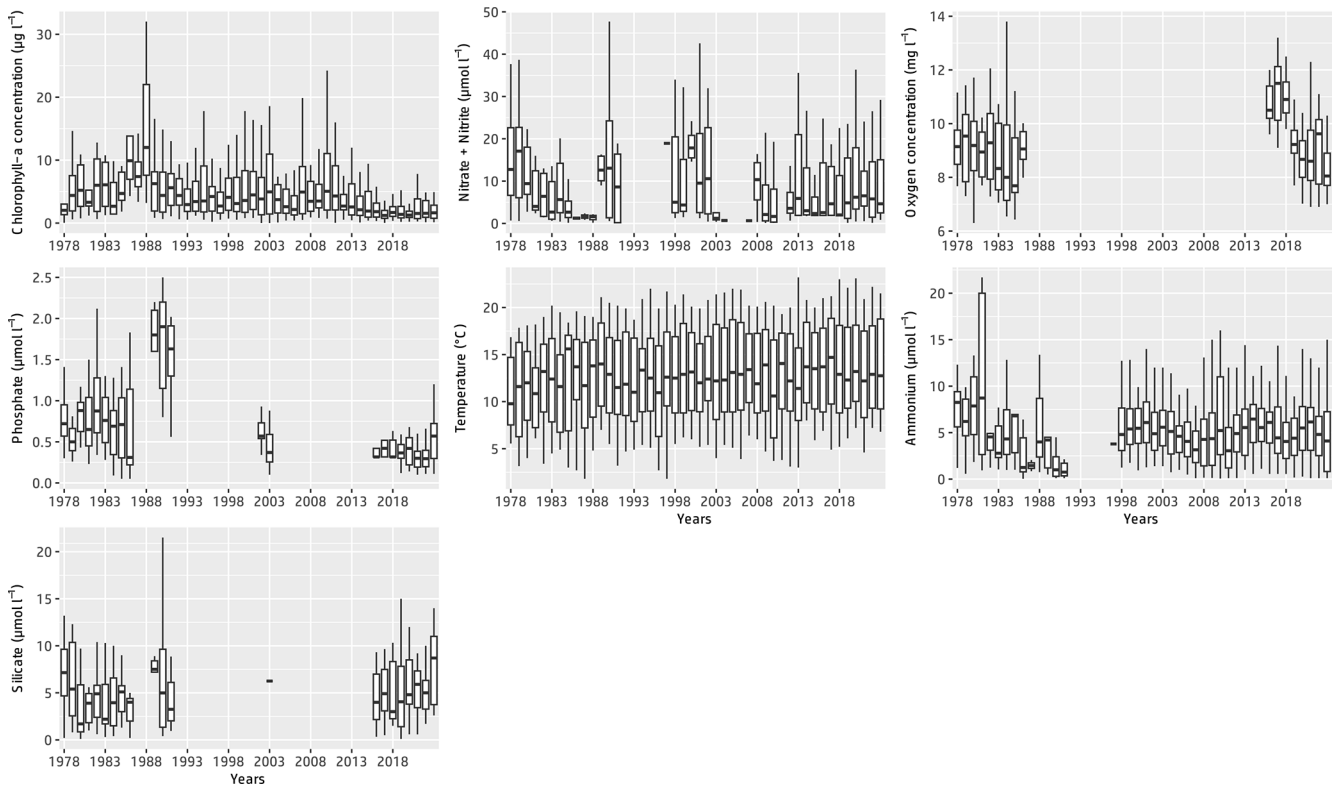 Chlorophyll-a concentration (µg l⁻¹)
30
20
10
0
1978 1983 1988 1993 1998 2003 2008 2013 2018
Nitrate + Nitrite (µmol l⁻¹)
50
40
30
20
10
0
1978 1983 1988 1993 1998 2003 2008 2013 2018
Oxygen concentration (mg l⁻¹)
14
12
10
8
6
1978 1983 1988 1993 1998 2003 2008 2013 2018
Phosphate (µmol l⁻¹)
2.5
2.0
1.5
1.0
0.5
0.0
1978 1983 1988 1993 1998 2003 2008 2013 2018
Temperature (°C)
20
15
10
5
1978 1983 1988 1993 1998 2003 2008 2013 2018
Years
Ammonium (µmol l⁻¹)
20
15
10
5
0
1978 1983 1988 1993 1998 2003 2008 2013 2018
Years
Silicate (µmol l⁻¹)
20
15
10
5
0
1978 1983 1988 1993 1998 2003 2008 2013 2018
Years